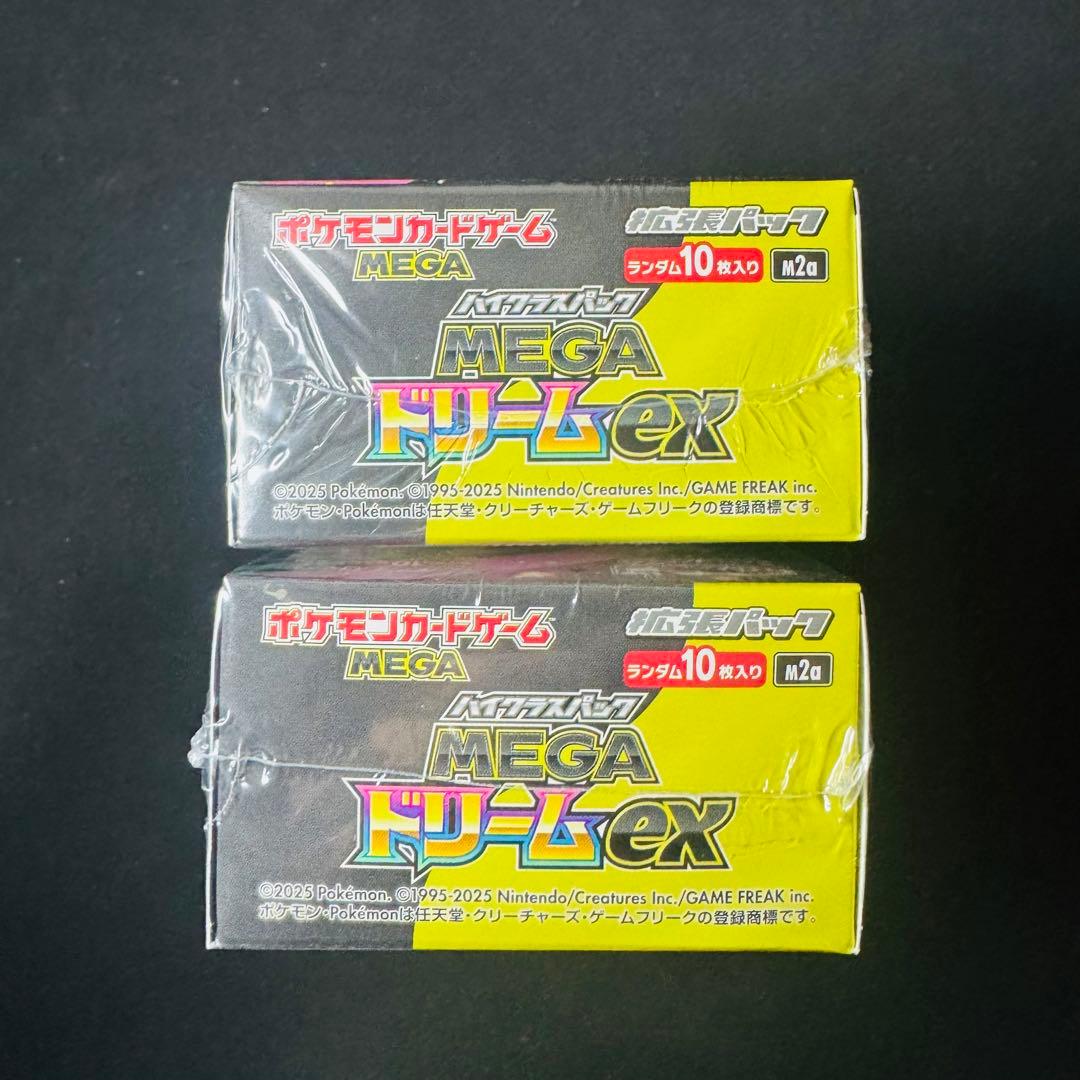 ポケモンカードゲーム
MEGA
拡張パック
ランダム10枚入り M2a
ハイクラスパック
MEGA
ドリームex
©2025 Pokémon. ©1995-2025 Nintendo/Creatures Inc./GAME FREAK inc.
ポケモン・Pokémonは任天堂・クリーチャーズ・ゲームフリークの登録商標です。
ポケモンカードゲーム
MEGA
拡張パック
ランダム10枚入り M2a
ハイクラスパック
MEGA
ドリームex
©2025 Pokémon. ©1995-2025 Nintendo/Creatures Inc./GAME FREAK inc.
ポケモン・Pokémonは任天堂・クリーチャーズ・ゲームフリークの登録商標です。